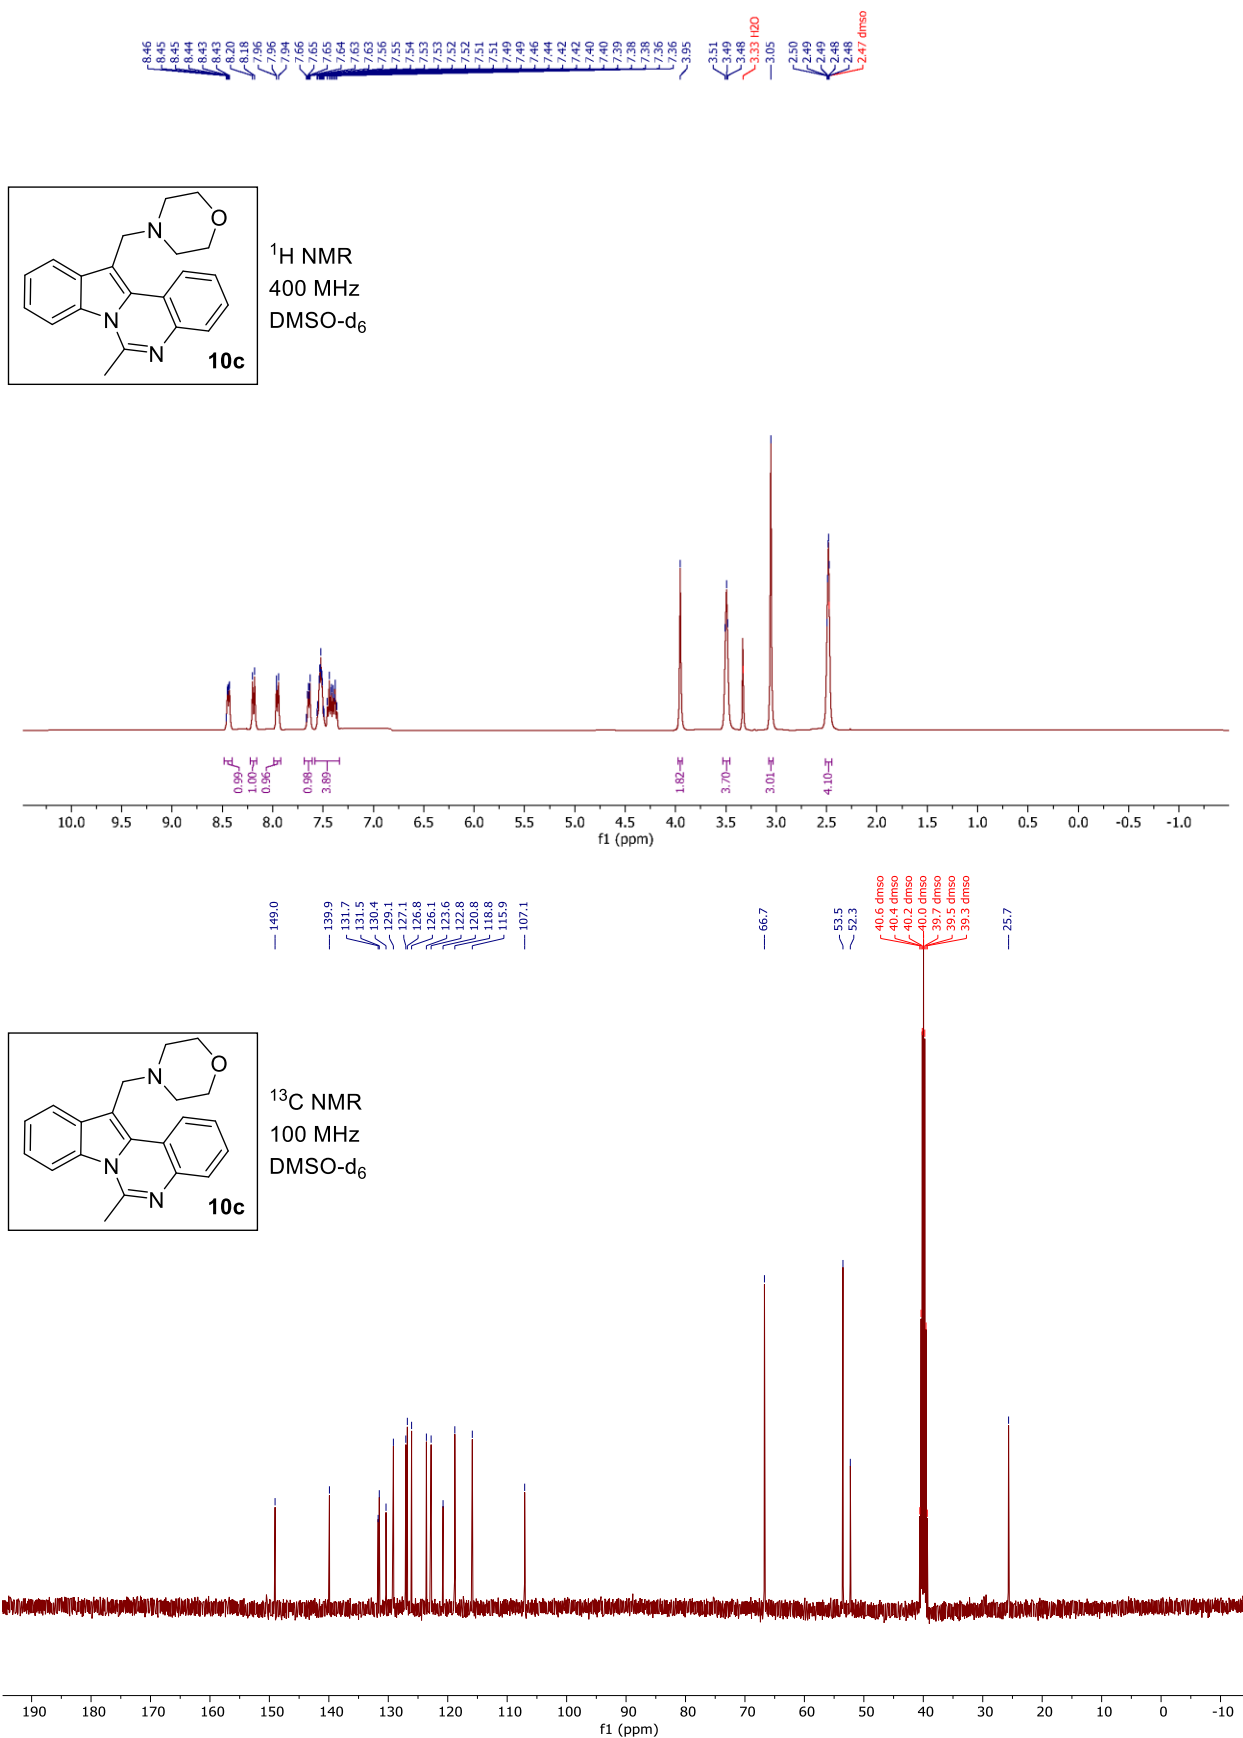 8.46
8.45
8.45
8.44
8.43
8.43
8.20
8.18
7.96
7.96
7.94
7.66
7.65
7.65
7.64
7.63
7.63
7.56
7.55
7.54
7.53
7.53
7.52
7.52
7.51
7.51
7.49
7.49
7.46
7.44
7.42
7.42
7.40
7.40
7.39
7.38
7.38
7.36
7.36
3.95
3.51
3.49
3.48
3.33 H2O
3.05
2.50
2.49
2.49
2.48
2.48
2.47 dmso
N
O
N
N
10c
¹H NMR
400 MHz
DMSO-d₆
0.99
1.00
0.96
0.98
3.89
1.82
3.70
3.01
4.10
10.0 9.5 9.0 8.5 8.0 7.5 7.0 6.5 6.0 5.5 5.0 4.5 4.0 3.5 3.0 2.5 2.0 1.5 1.0 0.5 0.0 -0.5 -1.0
f1 (ppm)
149.0
139.9
131.7
131.5
130.4
129.1
127.1
126.8
126.1
123.6
122.8
120.8
118.8
115.9
107.1
66.7
53.5
52.3
40.6 dmso
40.4 dmso
40.2 dmso
40.0 dmso
39.7 dmso
39.5 dmso
39.3 dmso
25.7
N
O
N
N
10c
¹³C NMR
100 MHz
DMSO-d₆
190 180 170 160 150 140 130 120 110 100 90 80 70 60 50 40 30 20 10 0 -10
f1 (ppm)